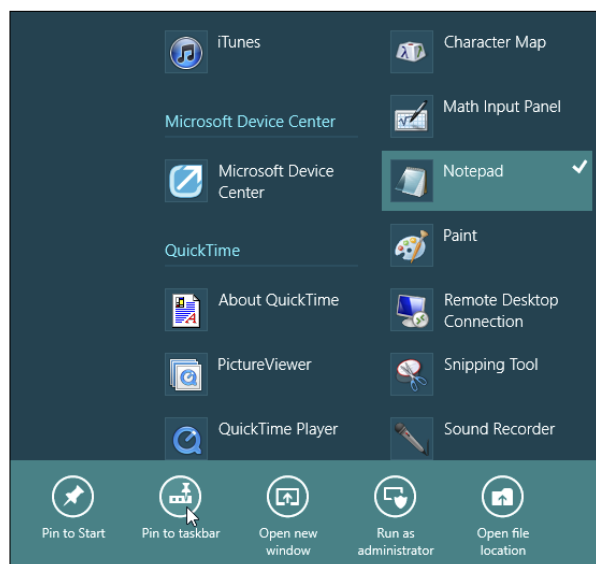 iTunes
Microsoft Device Center
Microsoft Device
Center
QuickTime
About QuickTime
PictureViewer
QuickTime Player
Character Map
Math Input Panel
Notepad
Paint
Remote Desktop
Connection
Snipping Tool
Sound Recorder
Pin to Start
Pin to taskbar
Open new
window
Run as
administrator
Open file
location